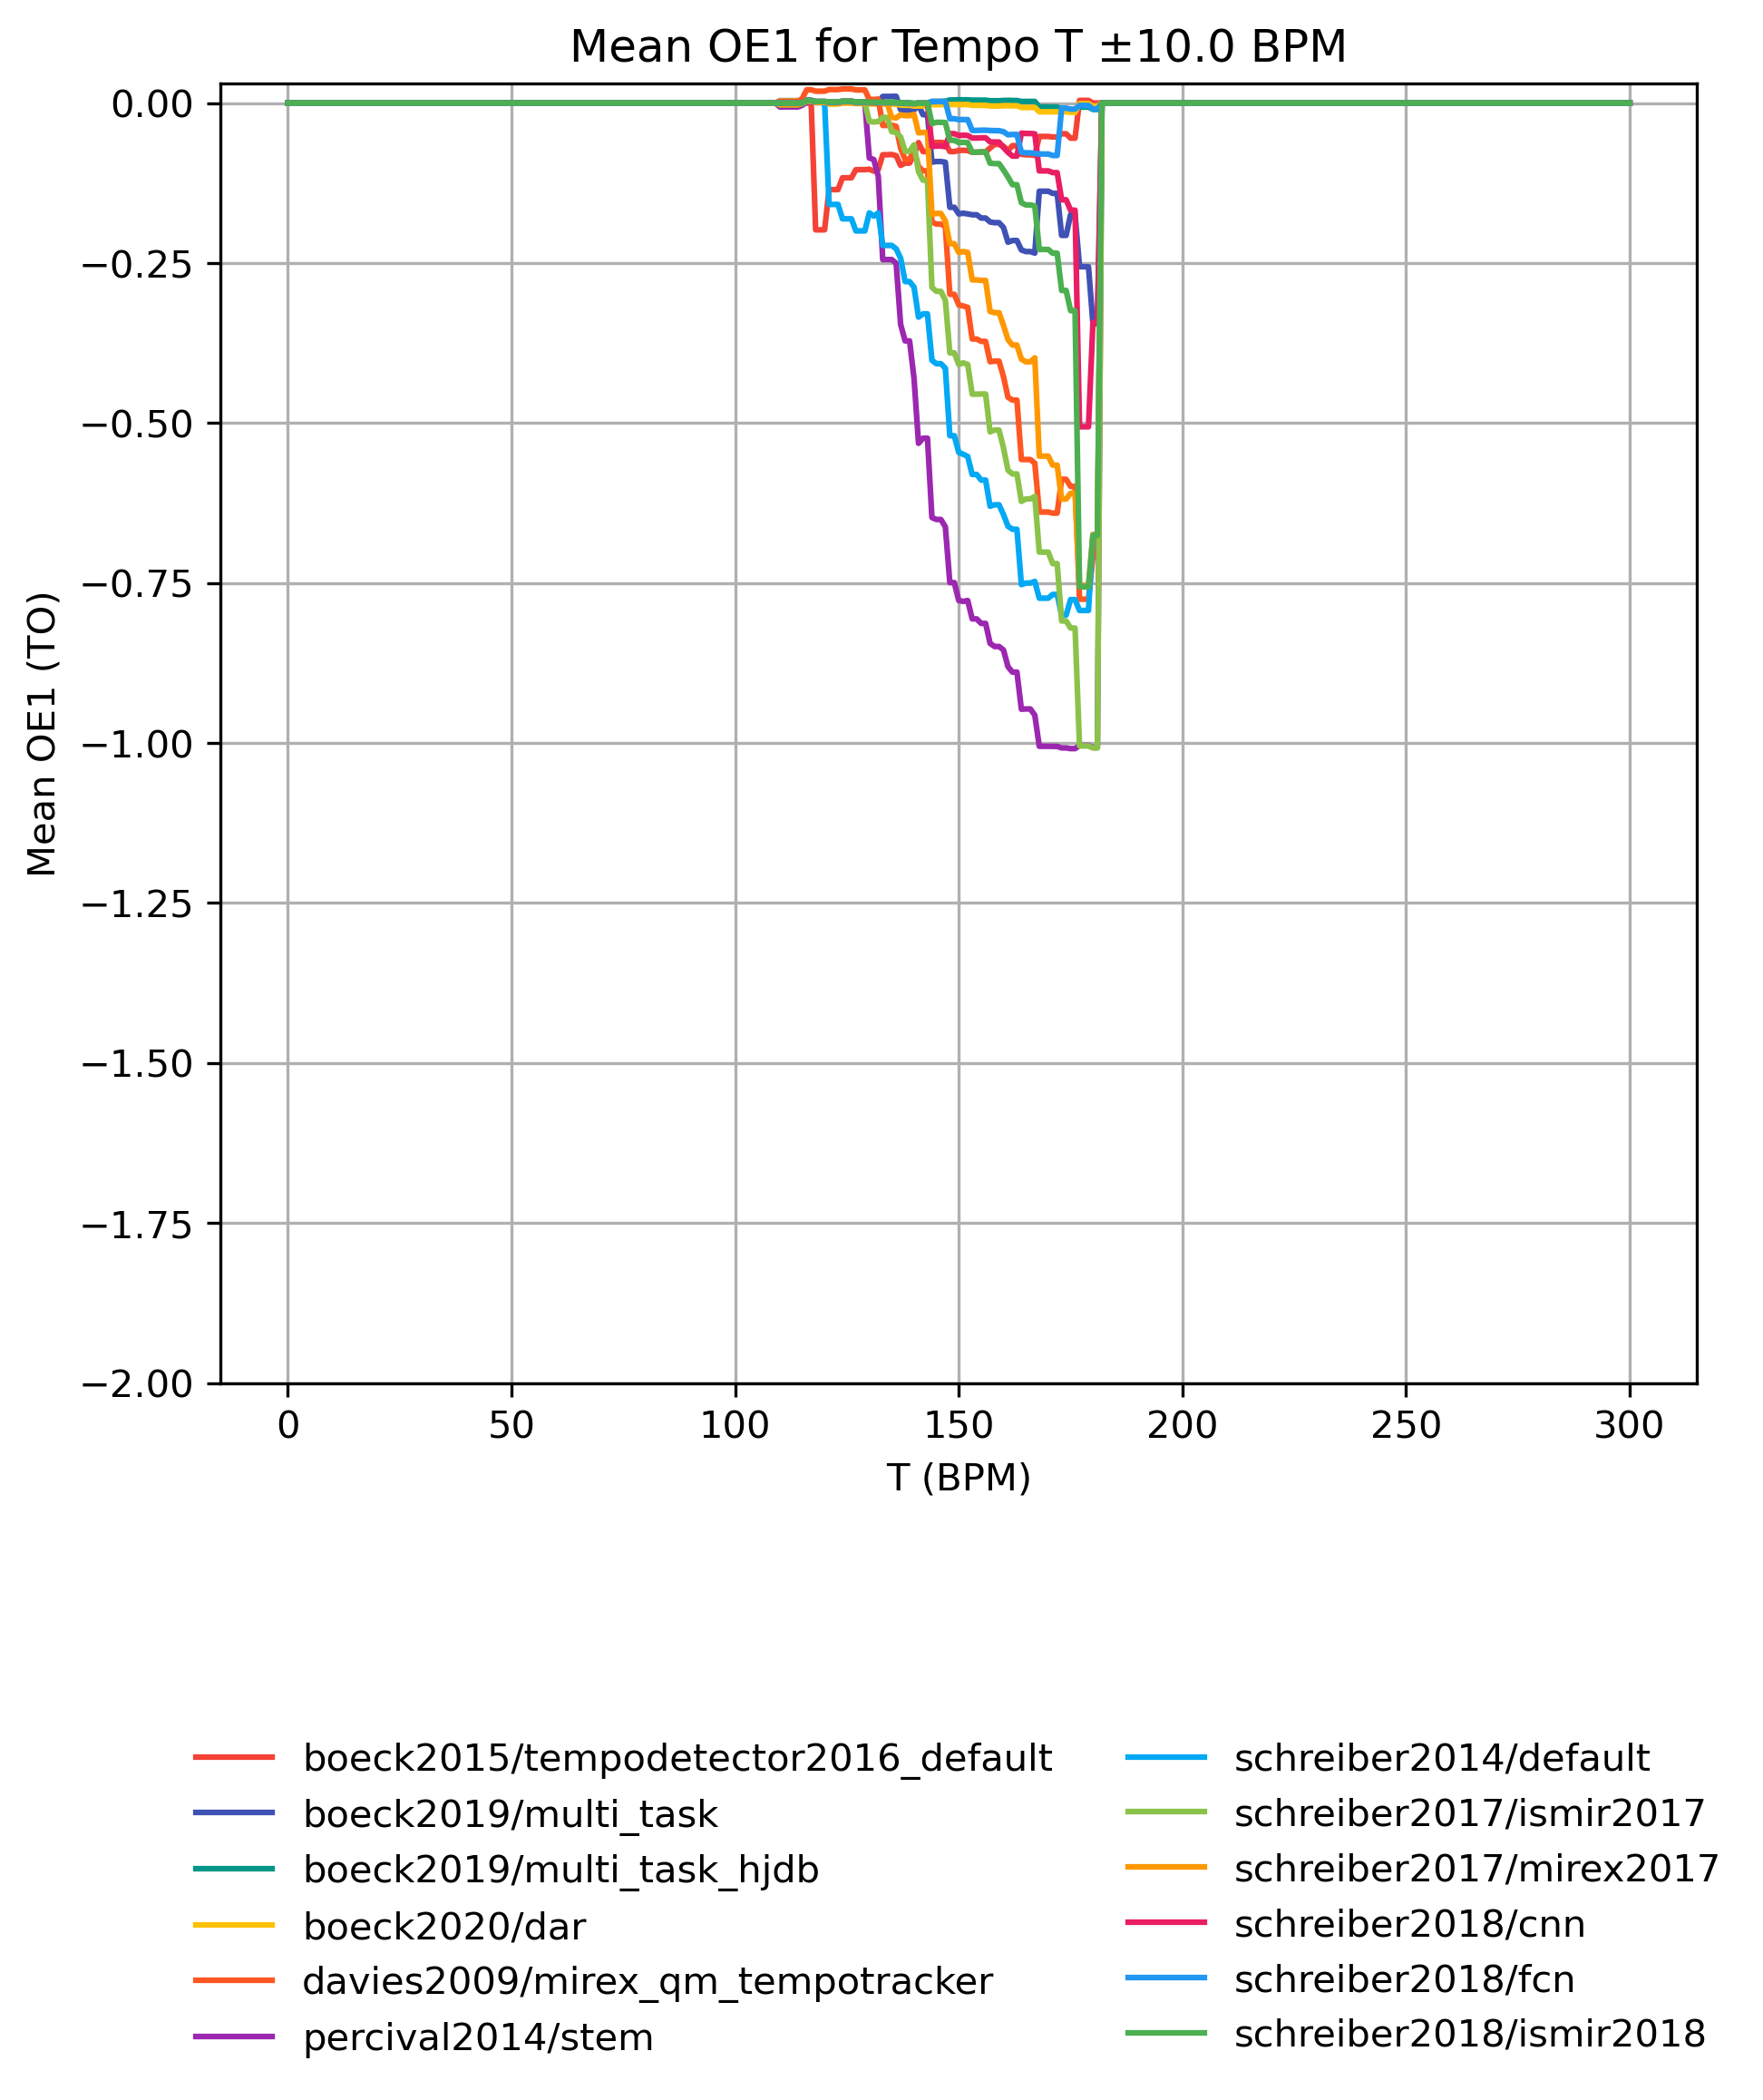 Mean OE1 for Tempo T ±10.0 BPM
0.00
−0.25
−0.50
−0.75
−1.00
−1.25
−1.50
−1.75
−2.00
Mean OE1 (TO)
0 50 100 150 200 250 300
T (BPM)
boeck2015/tempodetector2016_default
boeck2019/multi_task
boeck2019/multi_task_hjdb
boeck2020/dar
davies2009/mirex_qm_tempotracker
percival2014/stem
schreiber2014/default
schreiber2017/ismir2017
schreiber2017/mirex2017
schreiber2018/cnn
schreiber2018/fcn
schreiber2018/ismir2018